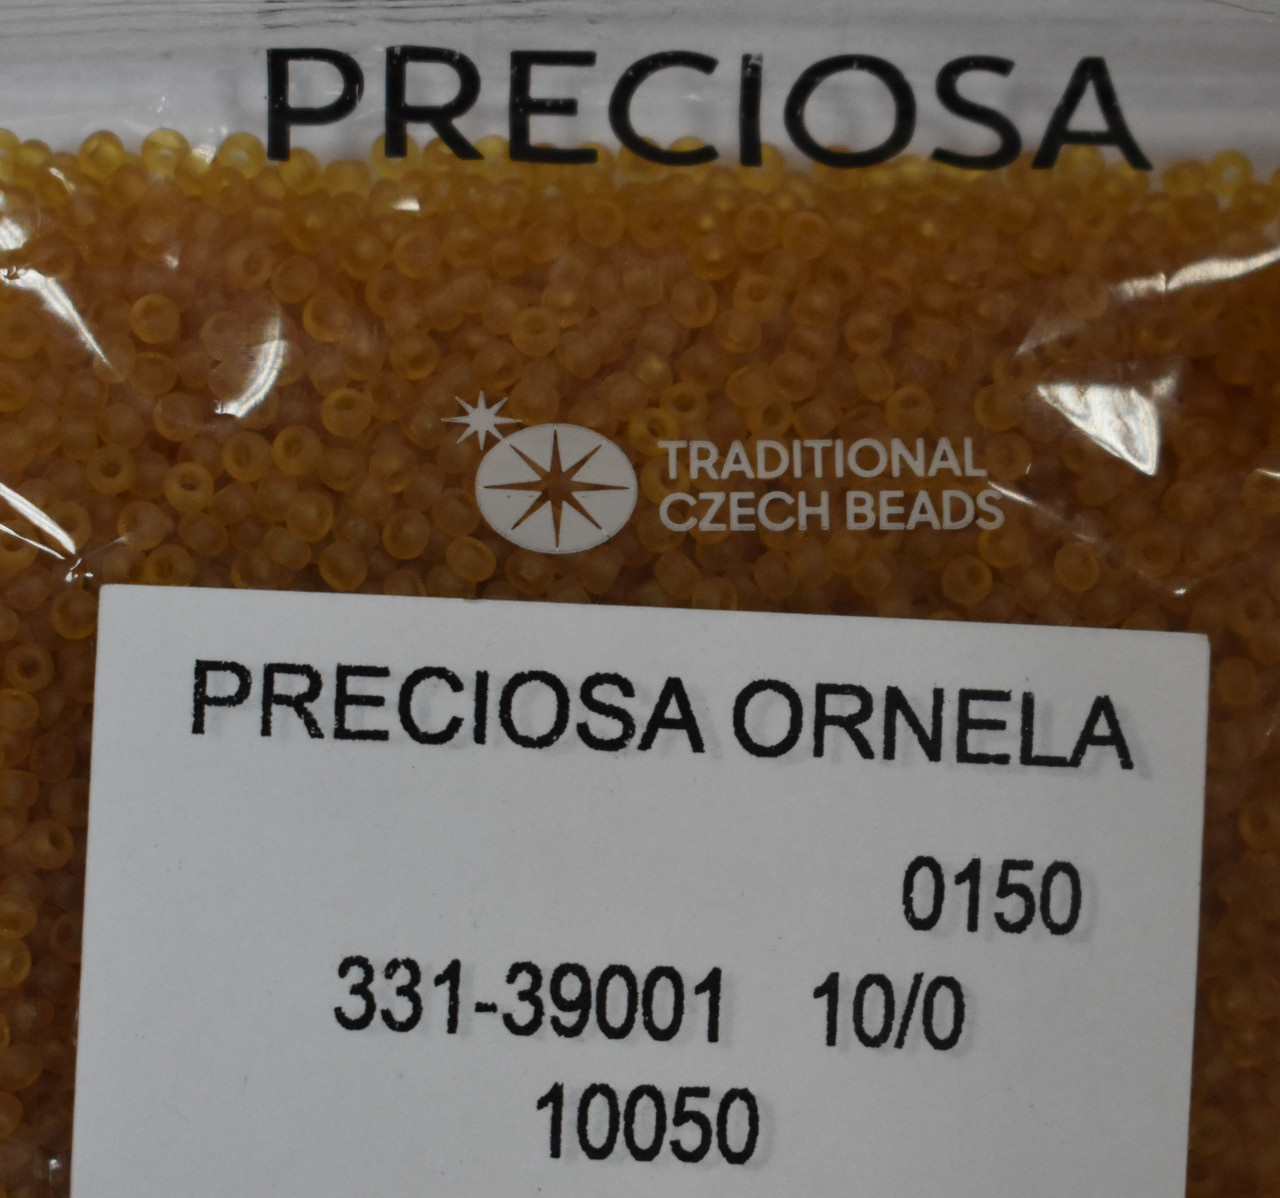 PRECIOSA
TRADITIONAL
CZECH BEADS
PRECIOSA ORNELA
0150
331-39001 10/0
10050